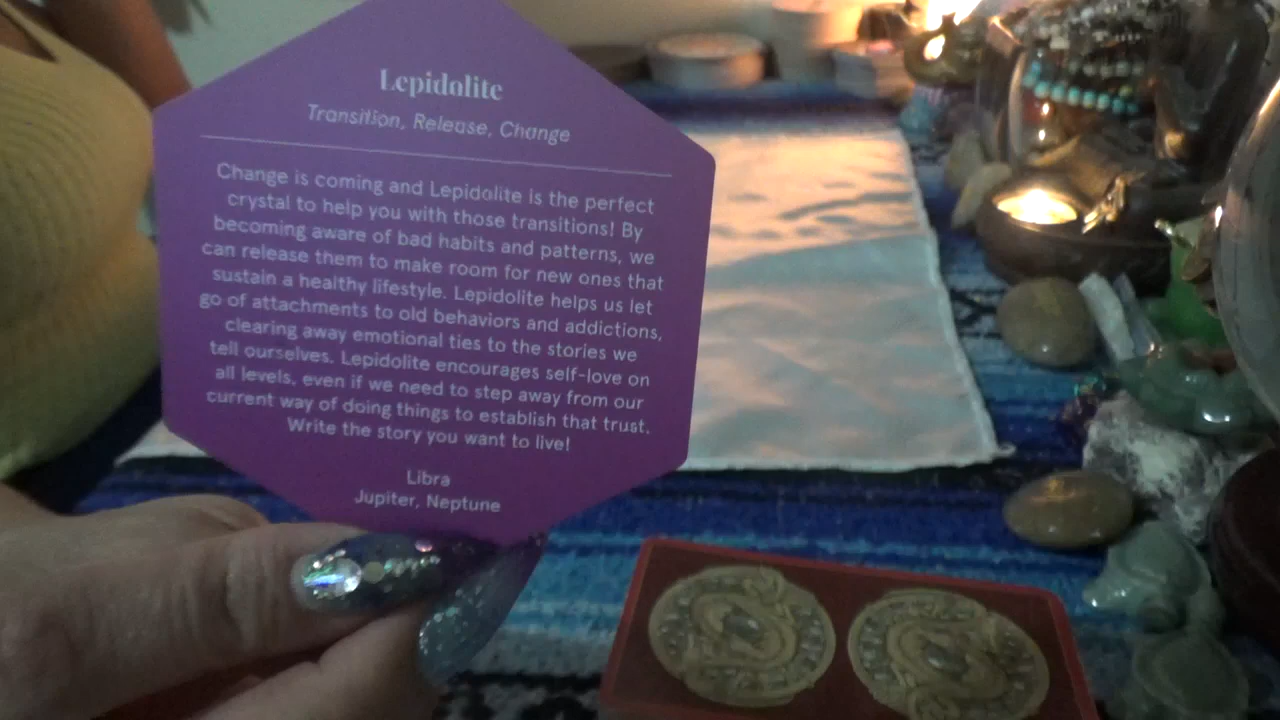 Lepidolite
Transition, Release, Change
Change is coming and Lepidolite is the perfect
crystal to help you with those transitions! By
becoming aware of bad habits and patterns, we
can release them to make room for new ones that
sustain a healthy lifestyle. Lepidolite helps us let
go of attachments to old behaviors and addictions,
clearing away emotional ties to the stories we
tell ourselves. Lepidolite encourages self-love on
all levels, even if we need to step away from our
current way of doing things to establish that trust.
Write the story you want to live!
Libra
Jupiter, Neptune